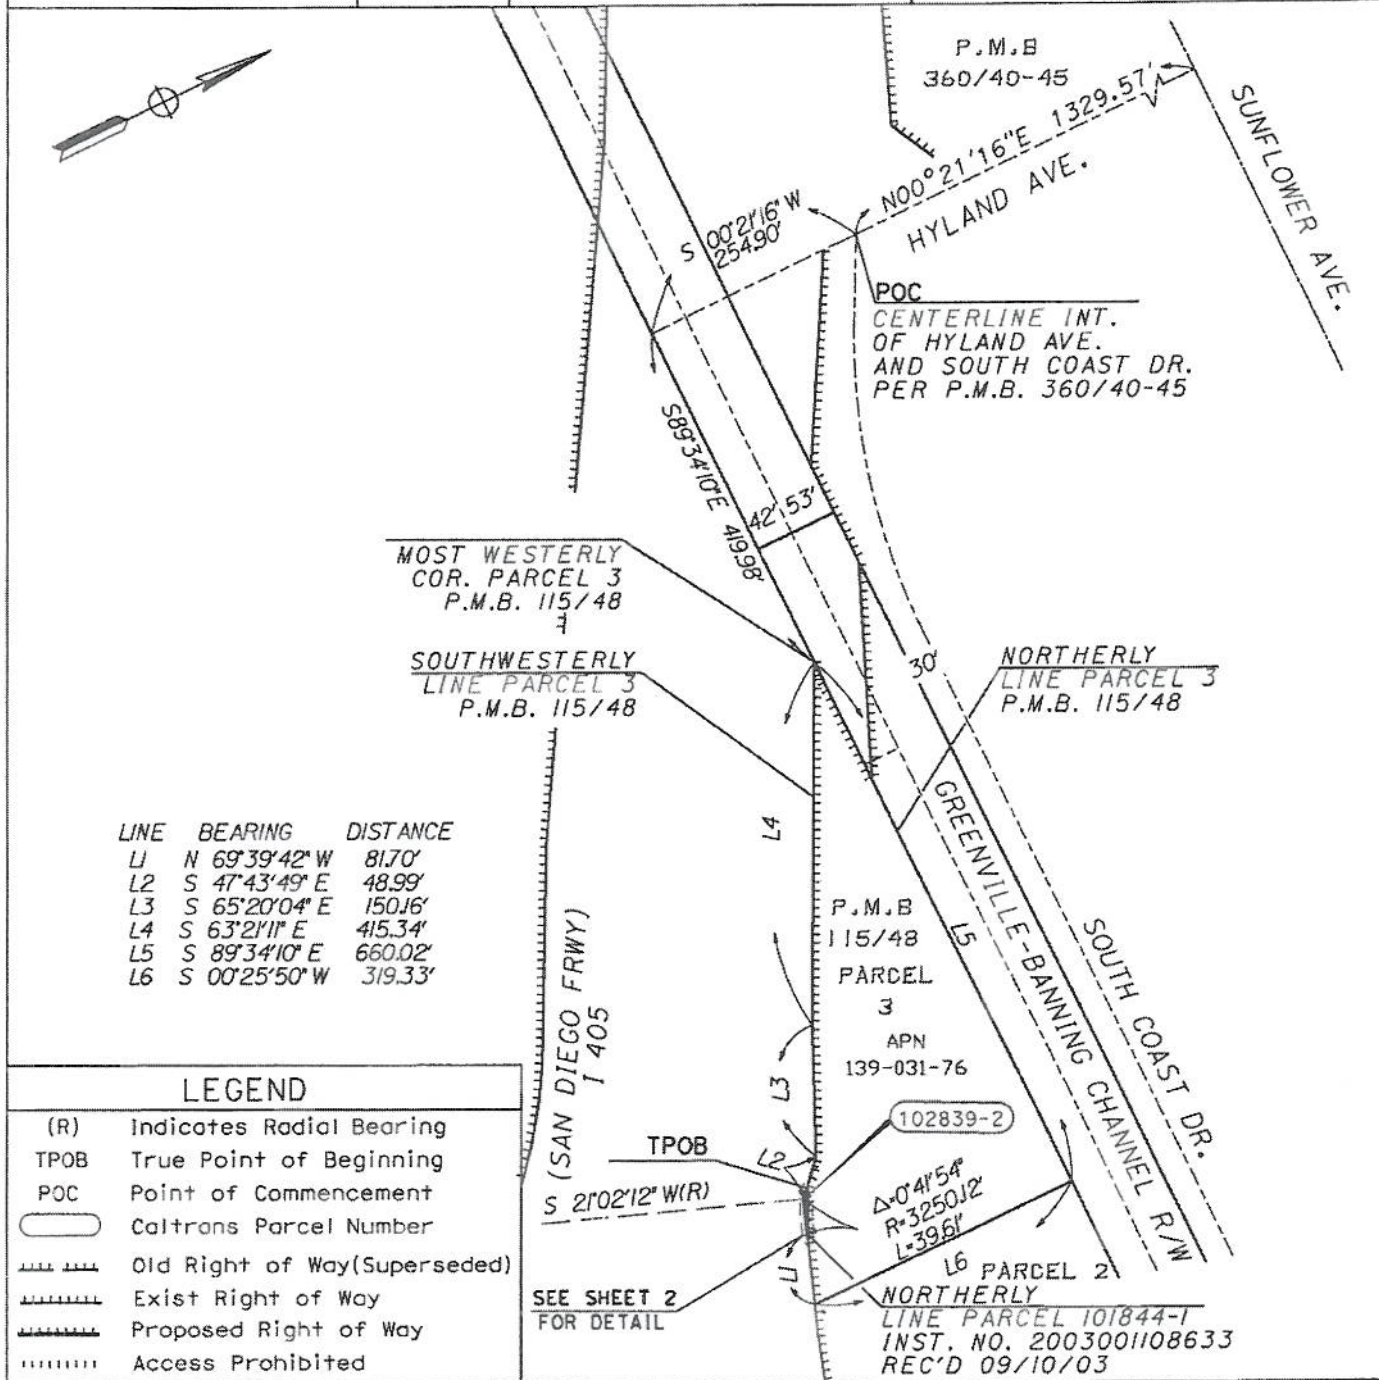 P.M.B
360/40-45
N00°21'16"E 1329.57'
HYLAND AVE.
SUNFLOWER AVE.
S 00°21'16" W
254.90'
POC
CENTERLINE INT.
OF HYLAND AVE.
AND SOUTH COAST DR.
PER P.M.B. 360/40-45
S89°34'10"E 419.98'
42' 53'
MOST WESTERLY
COR. PARCEL 3
P.M.B. 115/48
SOUTHWESTERLY
LINE PARCEL 3
P.M.B. 115/48
30'
NORTHERLY
LINE PARCEL 3
P.M.B. 115/48
LINE BEARING DISTANCE
L1 N 69°39'42" W 81.70'
L2 S 47°43'49" E 48.99'
L3 S 65°20'04" E 150.16'
L4 S 63°21'11" E 415.34'
L5 S 89°34'10" E 660.02'
L6 S 00°25'50" W 319.33'
L4
L5
GREENVILLE-BANNING CHANNEL R/W
SOUTH COAST DR.
P.M.B
115/48
PARCEL
3
APN
139-031-76
(SAN DIEGO FRWY)
I 405
L3
102839-2
TPOB
L2
S 21°02'12" W(R)
Δ=0°41'54"
R=3250.12'
L=39.61'
L1
L6
PARCEL 2
SEE SHEET 2
FOR DETAIL
NORTHERLY
LINE PARCEL 101844-1
INST. NO. 2003001108633
REC'D 09/10/03
LEGEND
(R) Indicates Radial Bearing
TPOB True Point of Beginning
POC Point of Commencement
Caltrans Parcel Number
Old Right of Way(Superseded)
Exist Right of Way
Proposed Right of Way
Access Prohibited